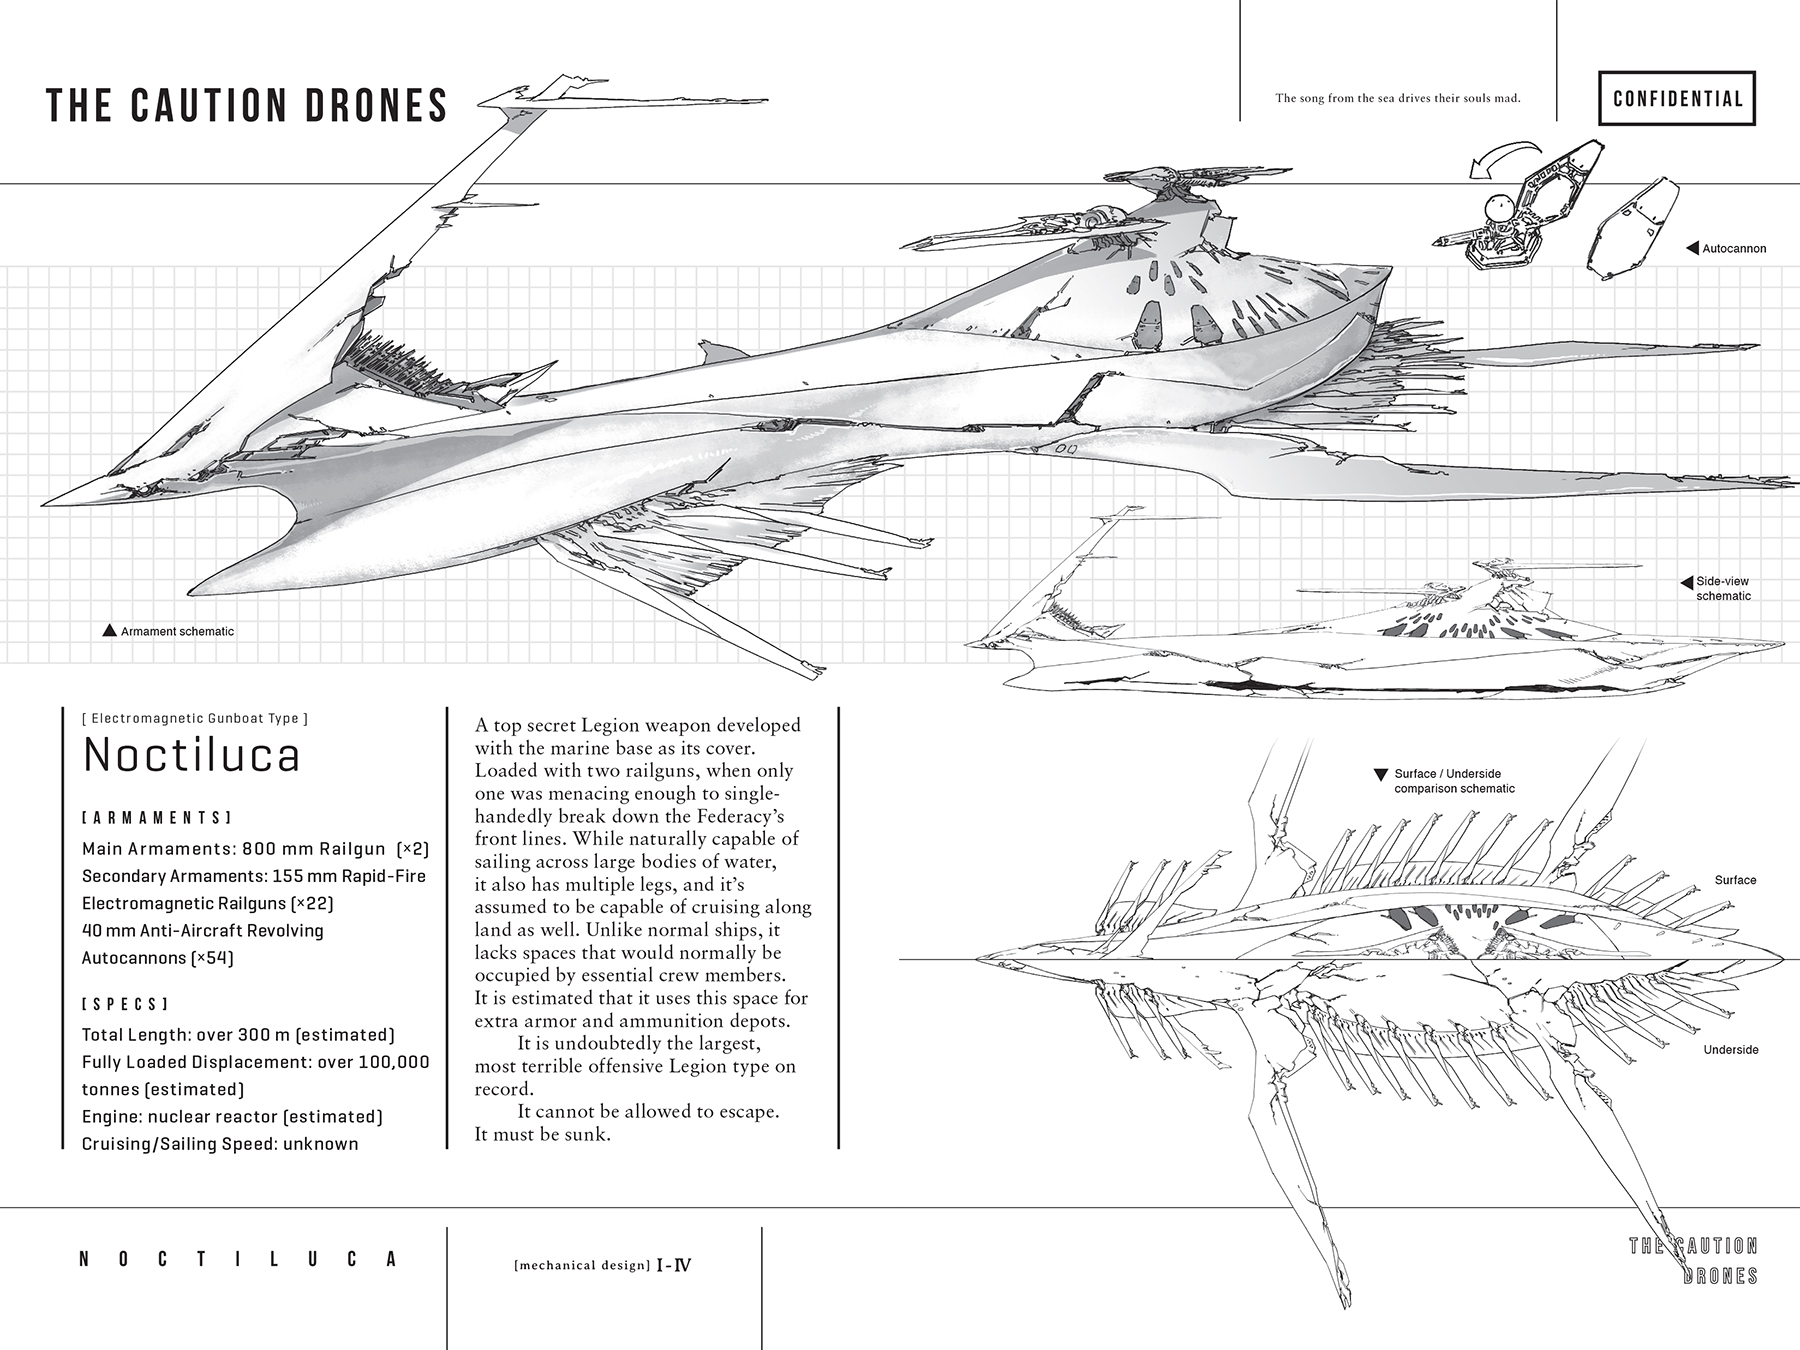 THE CAUTION DRONES
The song from the sea drives their souls mad.
CONFIDENTIAL
Autocannon
Side-view
schematic
Armament schematic
[ Electromagnetic Gunboat Type ]
Noctiluca
[ARMAMENTS]
Main Armaments: 800 mm Railgun (×2)
Secondary Armaments: 155 mm Rapid-Fire
Electromagnetic Railguns (×22)
40 mm Anti-Aircraft Revolving
Autocannons (×54)
[SPECS]
Total Length: over 300 m (estimated)
Fully Loaded Displacement: over 100,000
tonnes (estimated)
Engine: nuclear reactor (estimated)
Cruising/Sailing Speed: unknown
A top secret Legion weapon developed
with the marine base as its cover.
Loaded with two railguns, when only
one was menacing enough to single-
handedly break down the Federacy's
front lines. While naturally capable of
sailing across large bodies of water,
it also has multiple legs, and it's
assumed to be capable of cruising along
land as well. Unlike normal ships, it
lacks spaces that would normally be
occupied by essential crew members.
It is estimated that it uses this space for
extra armor and ammunition depots.
It is undoubtedly the largest,
most terrible offensive Legion type on
record.
It cannot be allowed to escape.
It must be sunk.
Surface / Underside
comparison schematic
Surface
Underside
NOCTILUCA
[mechanical design] I-IV
THE CAUTION
DRONES